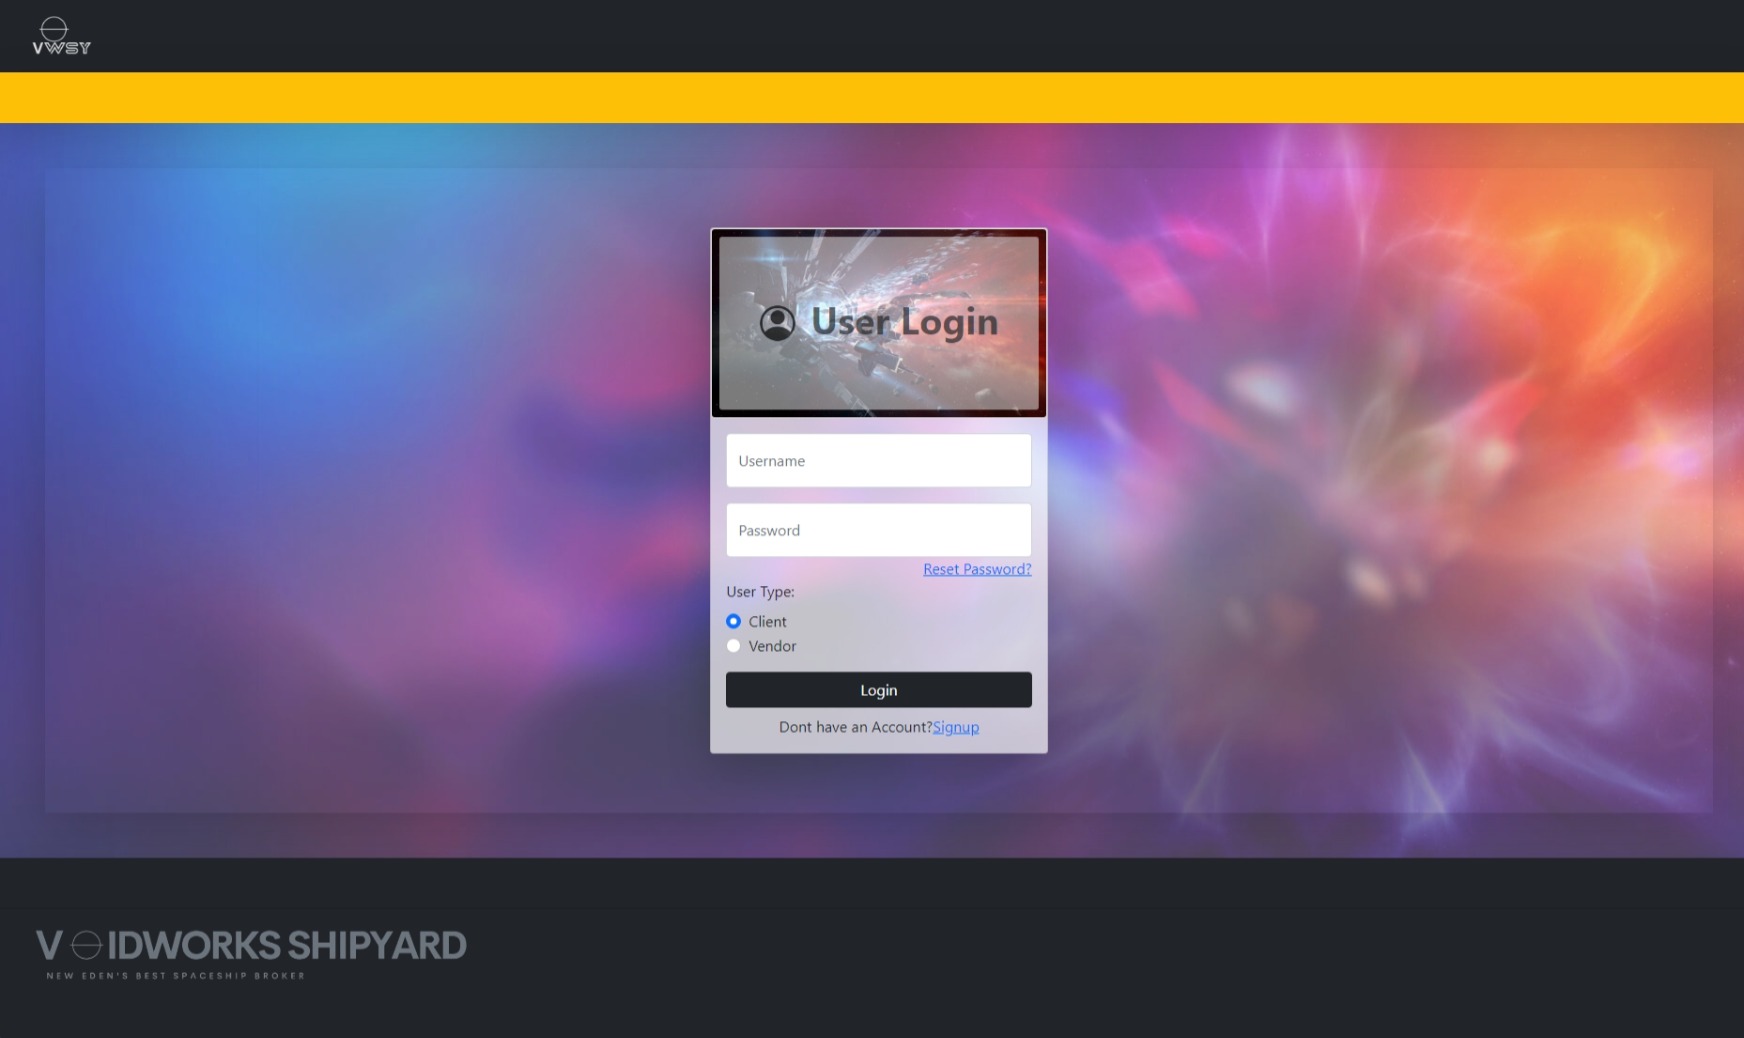 VWSY
User Login
Username
Password
Reset Password?
User Type:
Client
Vendor
Login
Dont have an Account?Signup
V IDWORKS SHIPYARD
NEW EDEN'S BEST SPACESHIP BROKER